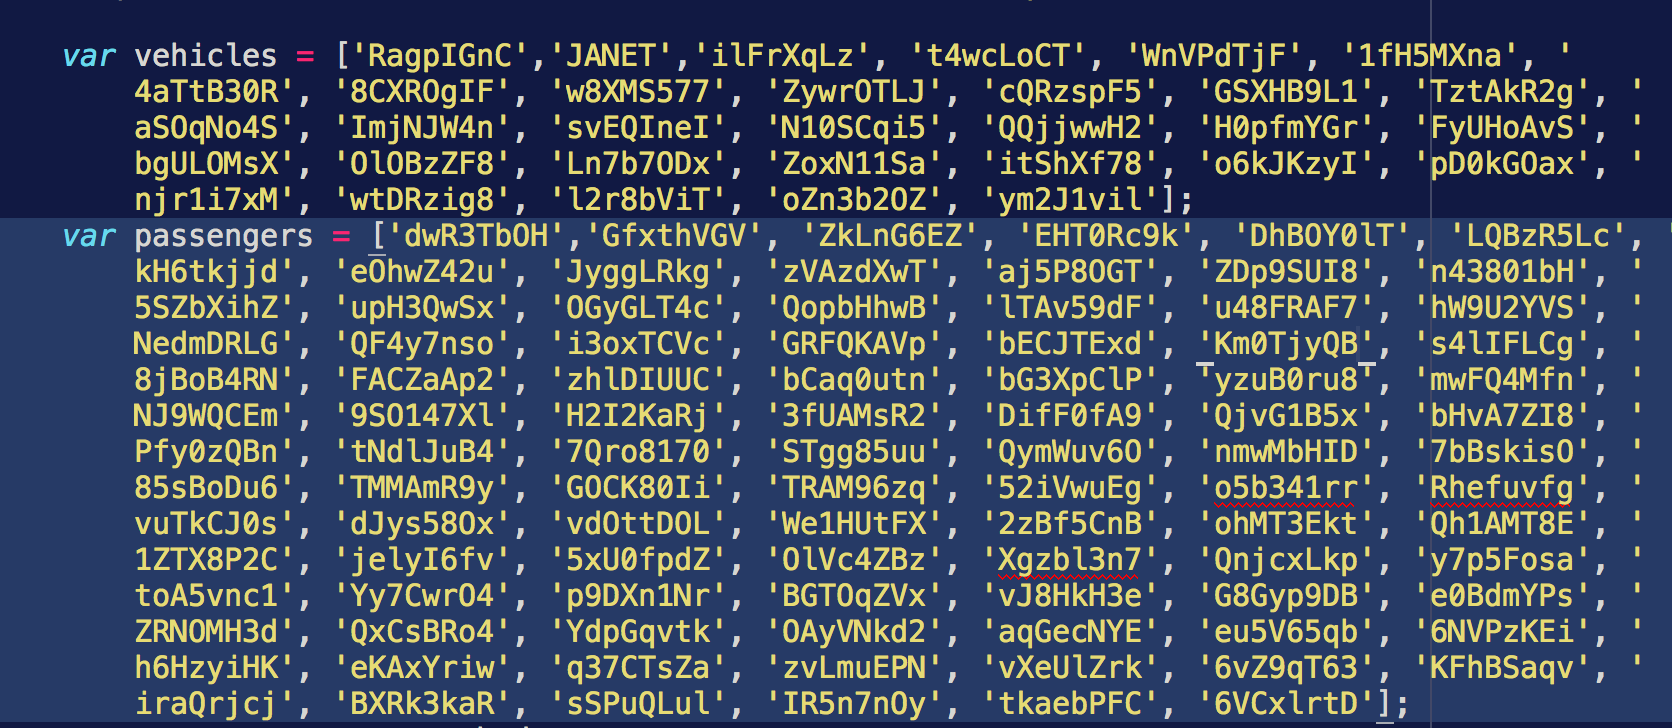 var vehicles = ['RagpIGnC','JANET','ilFrXqLz', 't4wcLoCT', 'WnVPdTjF', '1fH5MXna', '
4aTtB30R', '8CXROgIF', 'w8XMS577', 'ZywrOTLJ', 'cQRzspF5', 'GSXHB9L1', 'TztAkR2g', '
aSOqNo4S', 'ImjNJW4n', 'svEQIneI', 'N10SCqi5', 'QQjjwwH2', 'H0pfmYGr', 'FyUHoAvS', '
bgULOMsX', 'OlOBzZF8', 'Ln7b7ODx', 'ZoxN11Sa', 'itShXf78', 'o6kJKzyI', 'pD0kGOax', '
njr1i7xM', 'wtDRzig8', 'l2r8bViT', 'oZn3b2OZ', 'ym2J1vil'];
var passengers = ['dwR3TbOH','GfxthVGV', 'ZkLnG6EZ', 'EHT0Rc9k', 'DhBOY0lT', 'LQBzR5Lc', '
kH6tkjjd', 'eOhwZ42u', 'JyggLRkg', 'zVAzdXwT', 'aj5P8OGT', 'ZDp9SUI8', 'n43801bH', '
5SZbXihZ', 'upH3QwSx', 'OGyGLT4c', 'QopbHhwB', 'lTAv59dF', 'u48FRAF7', 'hW9U2YVS', '
NedmDRLG', 'QF4y7nso', 'i3oxTCVc', 'GRFQKAVp', 'bECJTExd', 'Km0TjyQB', 's4lIFLCg', '
8jBoB4RN', 'FACZaAp2', 'zhlDIUUC', 'bCaq0utn', 'bG3XpClP', 'yzuB0ru8', 'mwFQ4Mfn', '
NJ9WQCEm', '9SO147Xl', 'H2I2KaRj', '3fUAMsR2', 'DifF0fA9', 'QjvG1B5x', 'bHvA7ZI8', '
Pfy0zQBn', 'tNdlJuB4', '7Qro8170', 'STgg85uu', 'QymWuv6O', 'nmwMbHID', '7bBskisO', '
85sBoDu6', 'TMMAmR9y', 'GOCK80Ii', 'TRAM96zq', '52iVwuEg', 'o5b341rr', 'Rhefuvfg', '
vuTkCJ0s', 'dJys58Ox', 'vdOttDOL', 'We1HUtFX', '2zBf5CnB', 'ohMT3Ekt', 'Qh1AMT8E', '
1ZTX8P2C', 'jelyI6fv', '5xU0fpdZ', 'OlVc4ZBz', 'Xgzbl3n7', 'QnjcxLkp', 'y7p5Fosa', '
toA5vnc1', 'Yy7CwrO4', 'p9DXn1Nr', 'BGTOqZVx', 'vJ8HkH3e', 'G8Gyp9DB', 'e0BdmYPs', '
ZRNOMH3d', 'QxCsBRo4', 'YdpGqvtk', 'OAyVNkd2', 'aqGecNYE', 'eu5V65qb', '6NVPzKEi', '
h6HzyiHK', 'eKAxYriw', 'q37CTsZa', 'zvLmuEPN', 'vXeUlZrk', '6vZ9qT63', 'KFhBSaqv', '
iraQrjcj', 'BXRk3kaR', 'sSPuQLul', 'IR5n7nOy', 'tkaebPFC', '6VCxlrtD'];